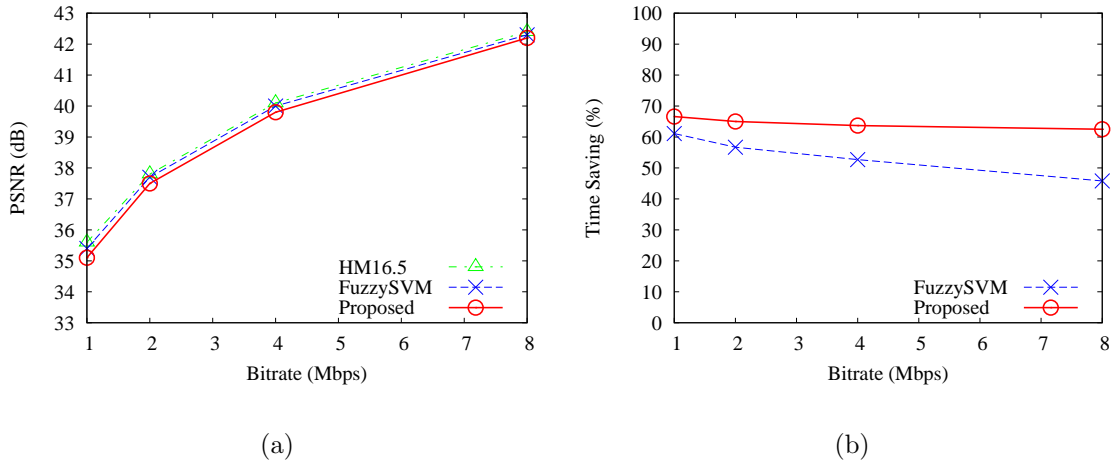 43
42
41
40
39
38
37
36
35
34
33
PSNR (dB)
HM16.5
FuzzySVM
Proposed
1 2 3 4 5 6 7 8
Bitrate (Mbps)
(a)
100
90
80
70
60
50
40
30
20
10
0
Time Saving (%)
FuzzySVM
Proposed
1 2 3 4 5 6 7 8
Bitrate (Mbps)
(b)